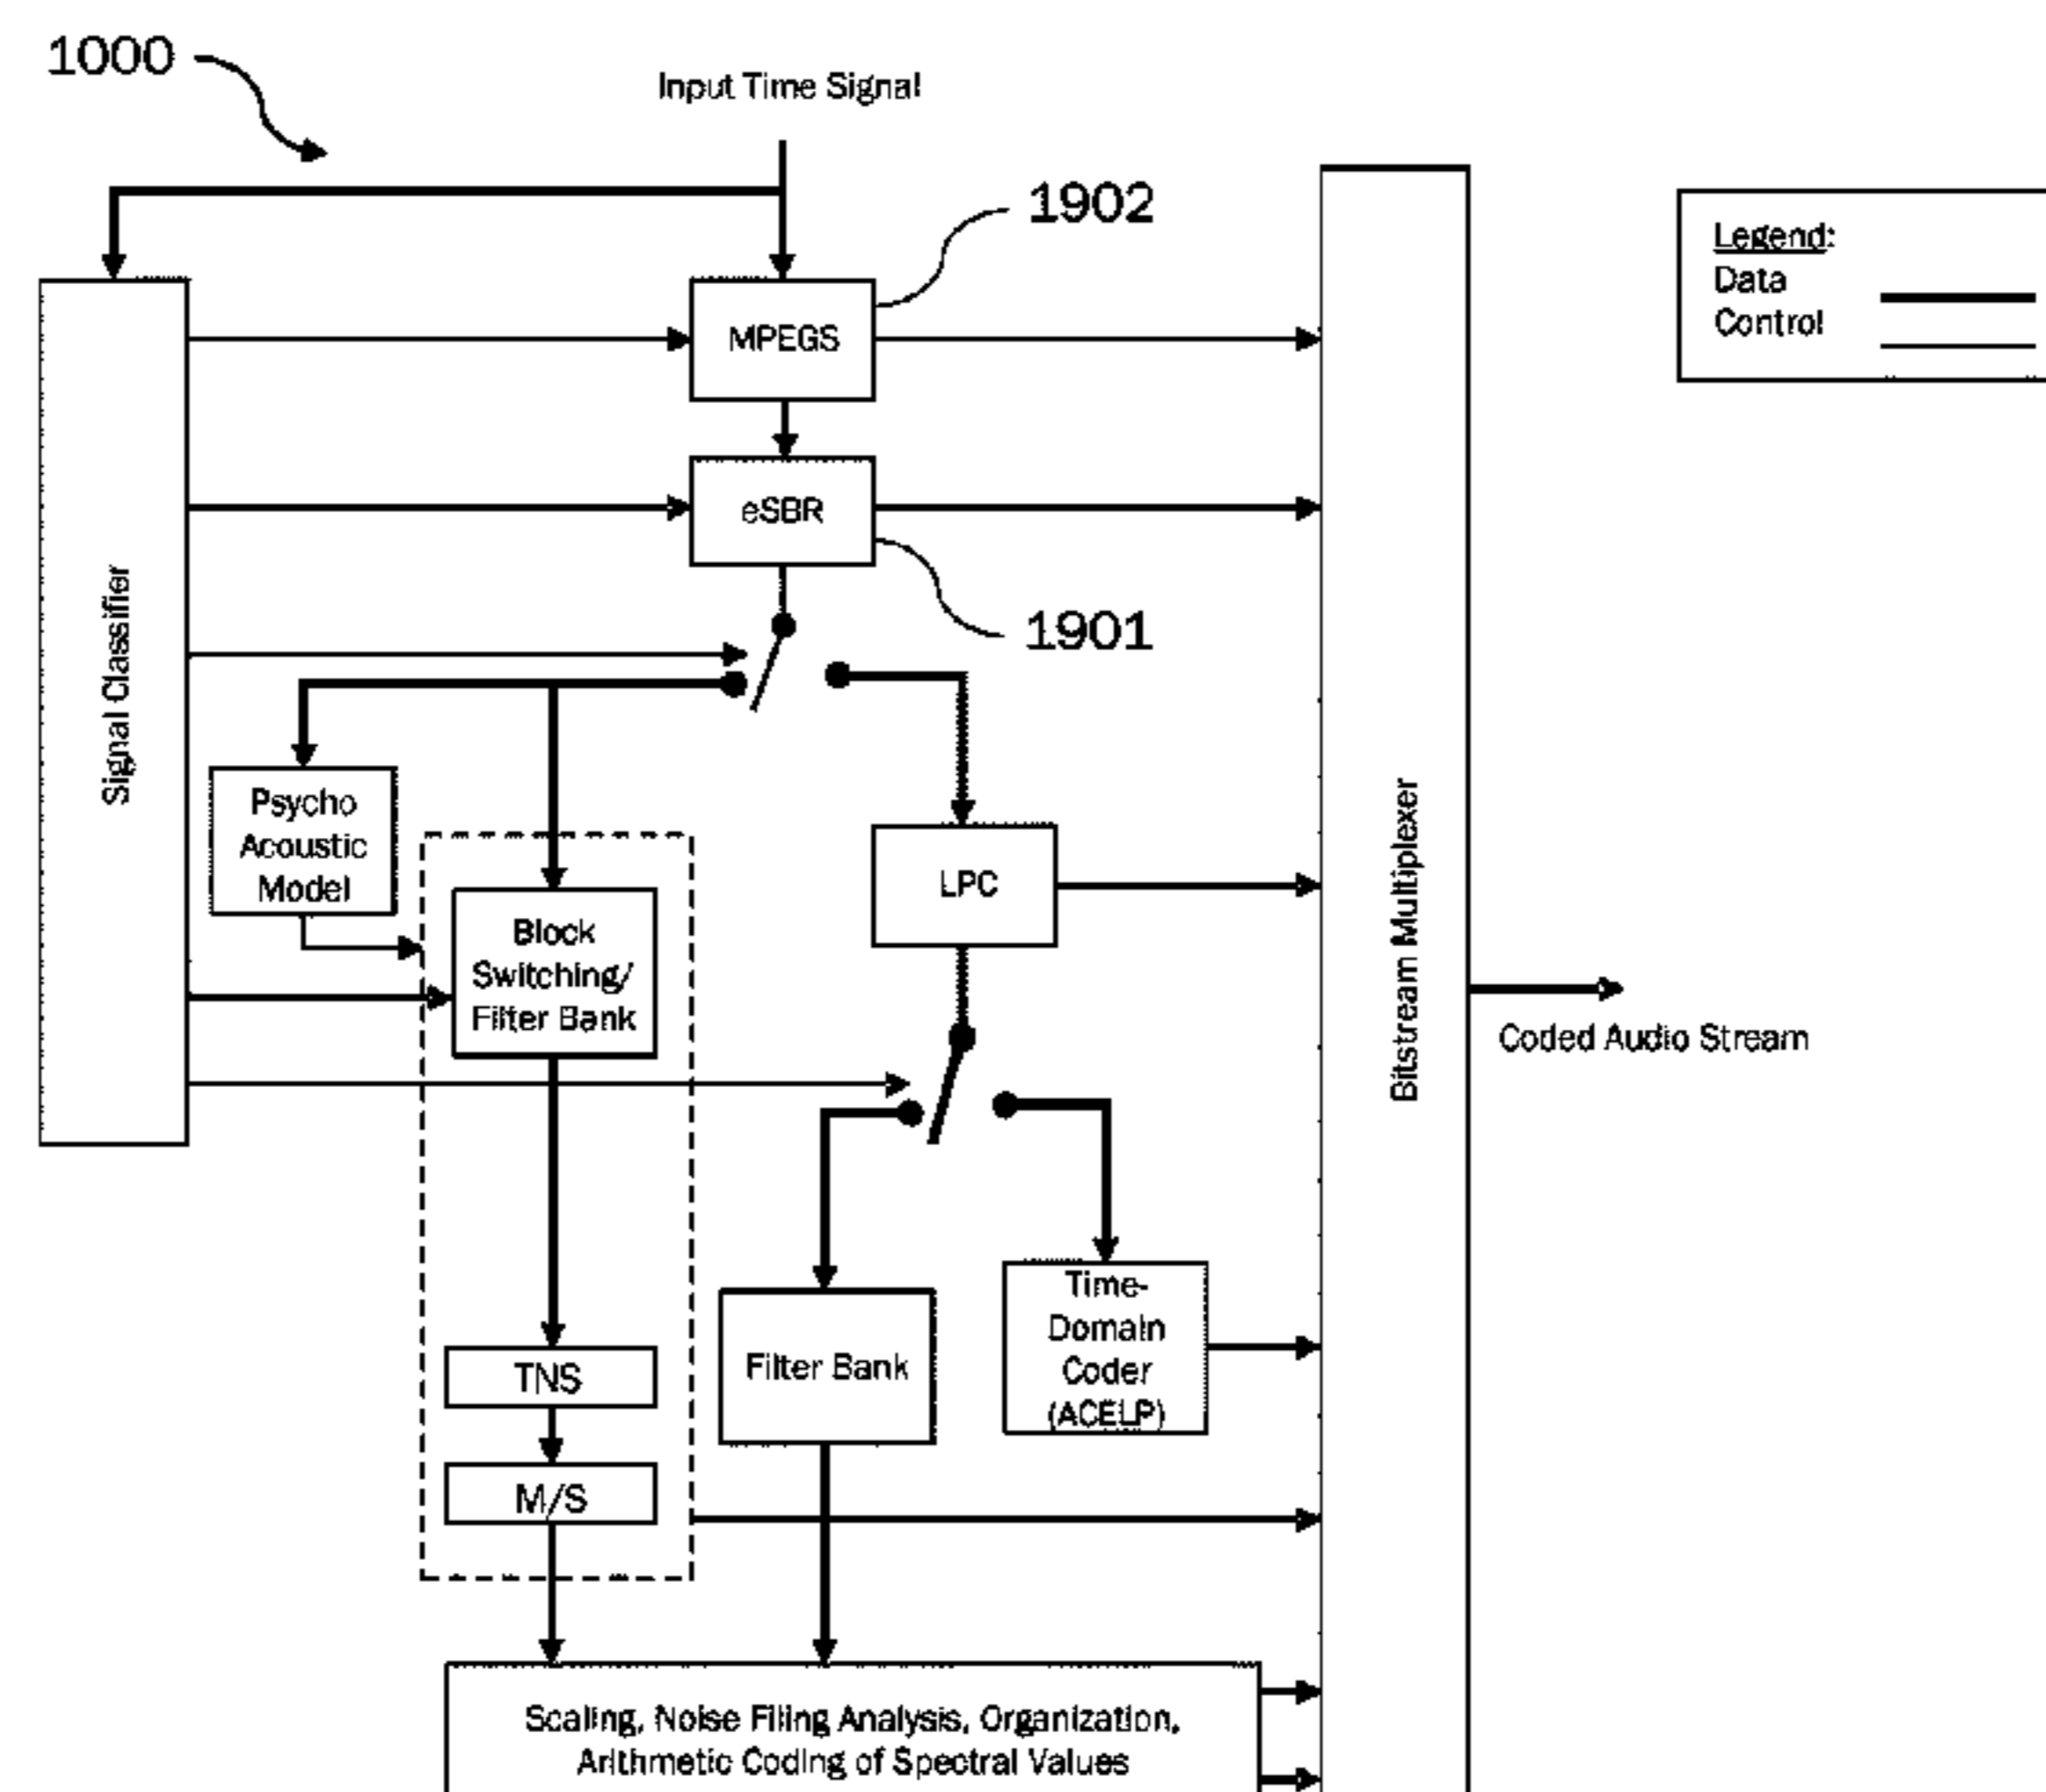 1000
Input Time Signal
1902
Legend:
Data
Control
MPEGS
eSBR
1901
Signal Classifier
Psycho
Acoustic
Model
LPC
Block
Switching/
Filter Bank
Bitstream Multiplexer
Coded Audio Stream
Time-
Domain
Coder
(ACELP)
Filter Bank
TNS
M/S
Scaling, Noise Filing Analysis, Organization,
Arithmetic Coding of Spectral Values